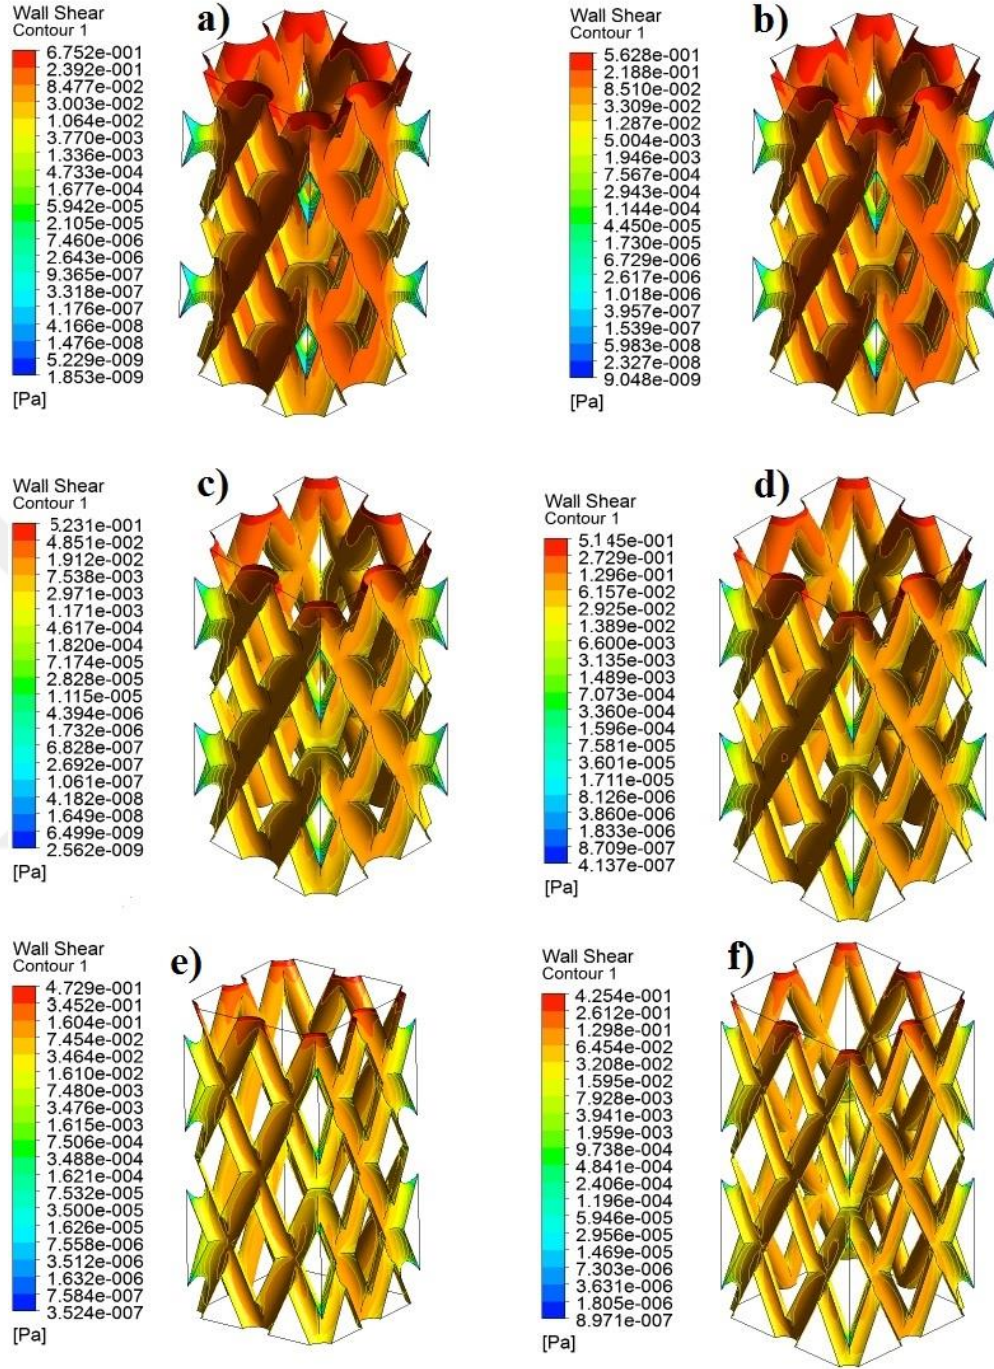 a)
Wall Shear
Contour 1
6.752e-001
2.392e-001
8.477e-002
3.003e-002
1.064e-002
3.770e-003
1.336e-003
4.733e-004
1.677e-004
5.942e-005
2.105e-005
7.460e-006
2.643e-006
9.365e-007
3.318e-007
1.176e-007
4.166e-008
1.476e-008
5.229e-009
1.853e-009
[Pa]
b)
Wall Shear
Contour 1
5.628e-001
2.188e-001
8.510e-002
3.309e-002
1.287e-002
5.004e-003
1.946e-003
7.567e-004
2.943e-004
1.144e-004
4.450e-005
1.730e-005
6.729e-006
2.617e-006
1.018e-006
3.957e-007
1.539e-007
5.983e-008
2.327e-008
9.048e-009
[Pa]
c)
Wall Shear
Contour 1
5.231e-001
4.851e-002
1.912e-002
7.538e-003
2.971e-003
1.171e-003
4.617e-004
1.820e-004
7.174e-005
2.828e-005
1.115e-005
4.394e-006
1.732e-006
6.828e-007
2.692e-007
1.061e-007
4.182e-008
1.649e-008
6.499e-009
2.562e-009
[Pa]
d)
Wall Shear
Contour 1
5.145e-001
2.729e-001
1.296e-001
6.157e-002
2.925e-002
1.389e-002
6.600e-003
3.135e-003
1.489e-003
7.073e-004
3.360e-004
1.596e-004
7.581e-005
3.601e-005
1.711e-005
8.126e-006
3.860e-006
1.833e-006
8.709e-007
4.137e-007
[Pa]
e)
Wall Shear
Contour 1
4.729e-001
3.452e-001
1.604e-001
7.454e-002
3.464e-002
1.610e-002
7.480e-003
3.476e-003
1.615e-003
7.506e-004
3.488e-004
1.621e-004
7.532e-005
3.500e-005
1.626e-005
7.558e-006
3.512e-006
1.632e-006
7.584e-007
3.524e-007
[Pa]
f)
Wall Shear
Contour 1
4.254e-001
2.612e-001
1.298e-001
6.454e-002
3.208e-002
1.595e-002
7.928e-003
3.941e-003
1.959e-003
9.738e-004
4.841e-004
2.406e-004
1.196e-004
5.946e-005
2.956e-005
1.469e-005
7.303e-006
3.631e-006
1.805e-006
8.971e-007
[Pa]